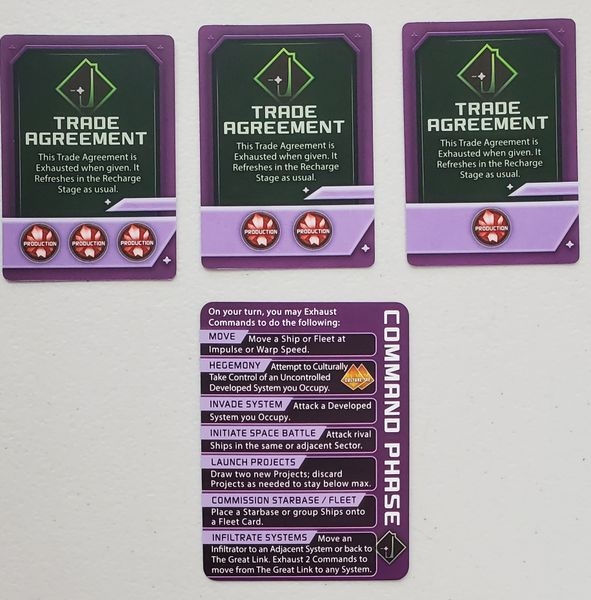 TRADE
AGREEMENT
This Trade Agreement is
Exhausted when given. It
Refreshes in the Recharge
Stage as usual.
PRODUCTION PRODUCTION PRODUCTION
TRADE
AGREEMENT
This Trade Agreement is
Exhausted when given. It
Refreshes in the Recharge
Stage as usual.
PRODUCTION PRODUCTION
TRADE
AGREEMENT
This Trade Agreement is
Exhausted when given. It
Refreshes in the Recharge
Stage as usual.
PRODUCTION
On your turn, you may Exhaust
Commands to do the following:
MOVE Move a Ship or Fleet at
Impulse or Warp Speed.
HEGEMONY Attempt to Culturally
Take Control of an Uncontrolled
Developed System you Occupy.
INVADE SYSTEM Attack a Developed
System you Occupy.
INITIATE SPACE BATTLE Attack rival
Ships in the same or adjacent Sector.
LAUNCH PROJECTS
Draw two new Projects; discard
Projects as needed to stay below max.
COMMISSION STARBASE / FLEET
Place a Starbase or group Ships onto
a Fleet Card.
INFILTRATE SYSTEMS Move an
Infiltrator to an Adjacent System or back to
The Great Link. Exhaust 2 Commands to
move from The Great Link to any System.
COMMAND PHASE